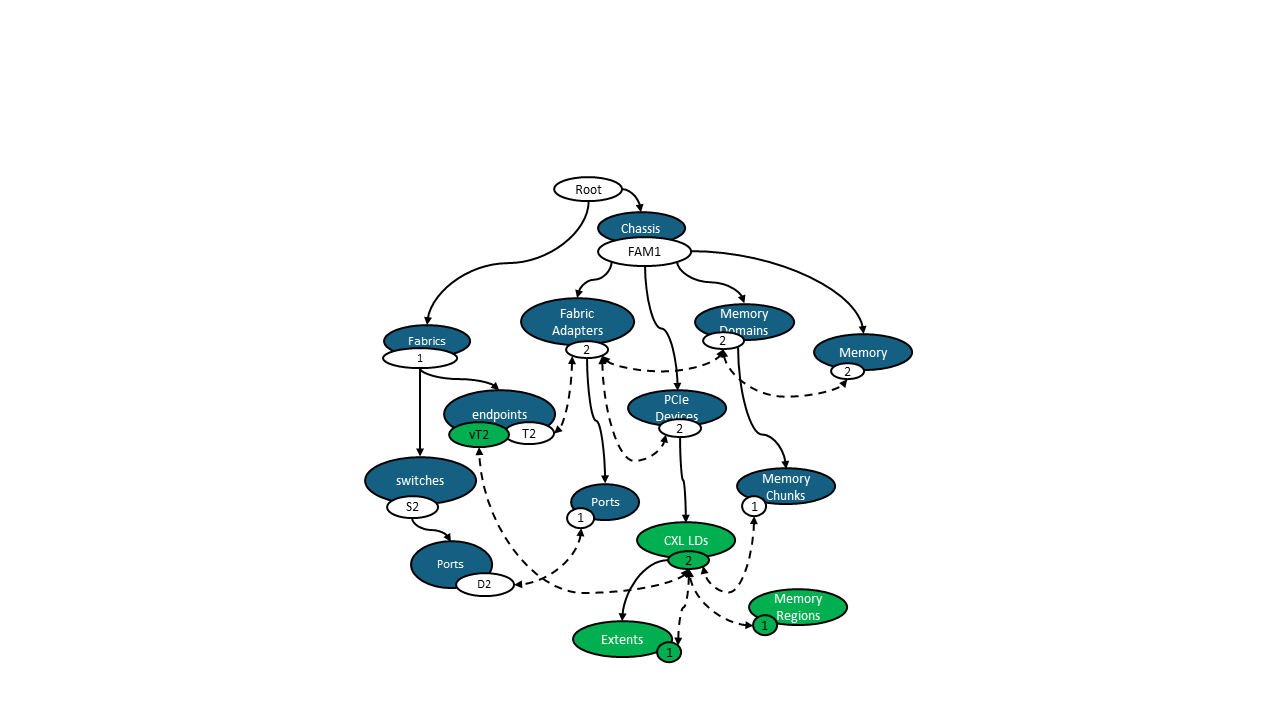 Root
Chassis
FAM1
Fabric
Adapters
2
Memory
Domains
2
Fabrics
1
Memory
2
endpoints
vT2
T2
PCIe
Devices
2
switches
S2
Ports
1
Memory
Chunks
1
CXL LDs
2
Ports
D2
Memory
Regions
1
Extents
1